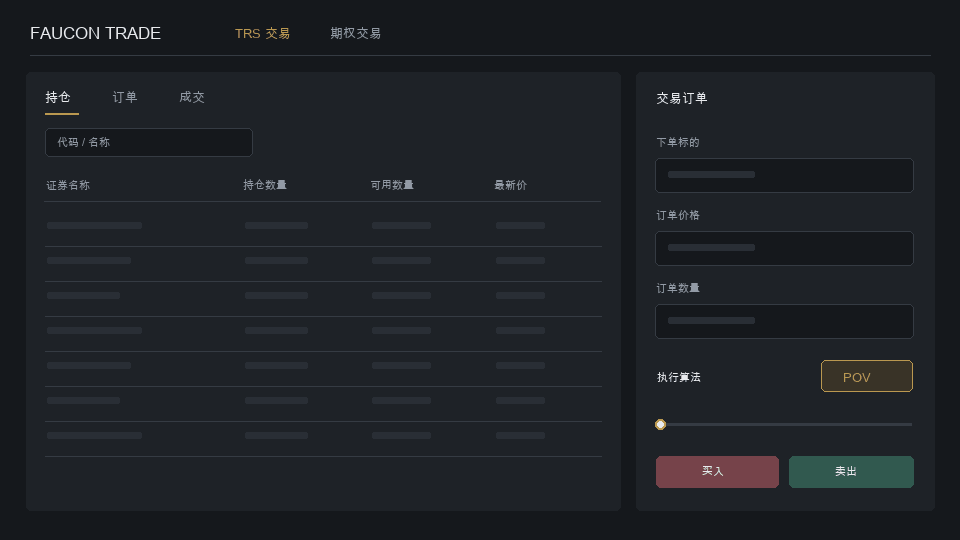 FAUCON TRADE TRS 交易 期权交易
持仓 订单 成交
代码 / 名称
证券名称 持仓数量 可用数量 最新价
交易订单
下单标的
订单价格
订单数量
执行算法 POV
买入 卖出